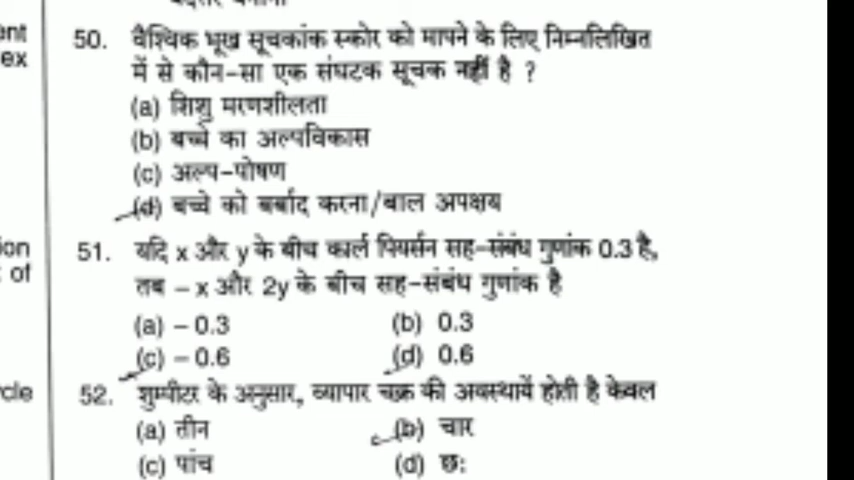 ent
ex
50. वैश्विक भूख सूचकांक स्कोर को मापने के लिए निम्नलिखित
में से कौन-सा एक संघटक सूचक नहीं है ?
(a) शिशु मरणशीलता
(b) बच्चे का अल्पविकास
(c) अल्प-पोषण
(d) बच्चे को बर्बाद करना/बाल अपक्षय
ion
of
51. यदि x और y के बीच कार्ल पियर्सन सह-संबंध गुणांक 0.3 है,
तब – x और 2y के बीच सह-संबंध गुणांक है
(a) – 0.3 (b) 0.3
(c) – 0.6 (d) 0.6
cle
52. शुम्पीटर के अनुसार, व्यापार चक्र की अवस्थायें होती है केवल
(a) तीन (b) चार
(c) पांच (d) छ: